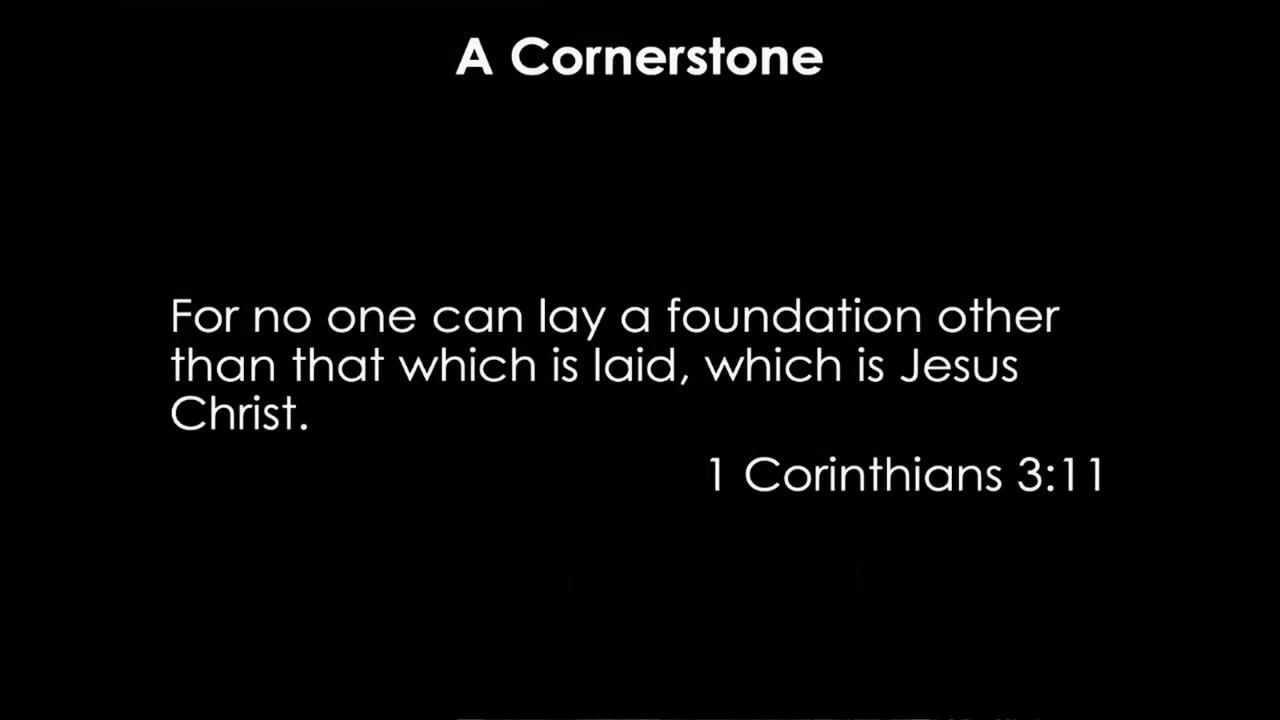 A Cornerstone
For no one can lay a foundation other
than that which is laid, which is Jesus
Christ.
1 Corinthians 3:11